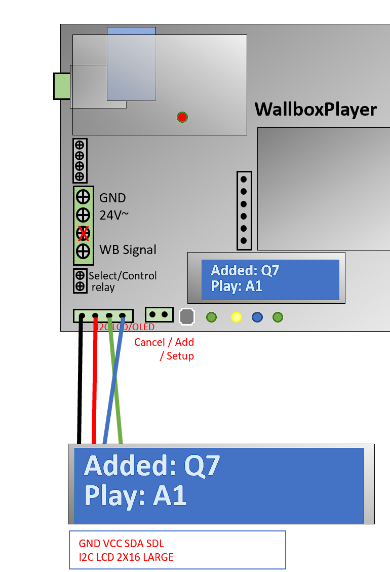 WallboxPlayer
GND
24V~
X
WB Signal
Select/Control
relay
Added: Q7
Play: A1
I2C LCD/OLED
Cancel / Add
/ Setup
Added: Q7
Play: A1
GND VCC SDA SDL
I2C LCD 2X16 LARGE